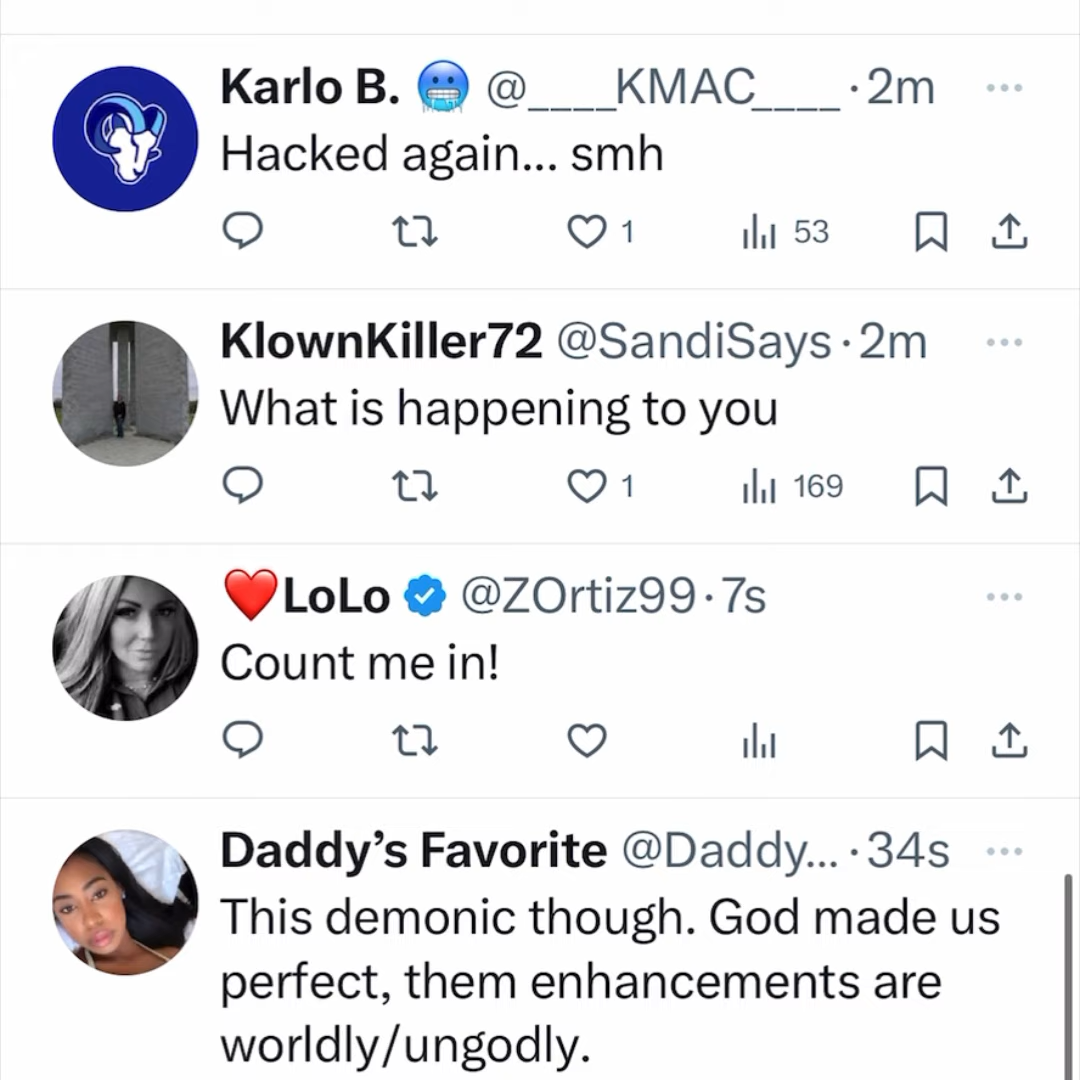 Karlo B. 🥶 @____KMAC____ · 2m
Hacked again... smh
1 53
KlownKiller72 @SandiSays · 2m
What is happening to you
1 169
❤️LoLo @ZOrtiz99 · 7s
Count me in!
Daddy’s Favorite @Daddy... · 34s
This demonic though. God made us
perfect, them enhancements are
worldly/ungodly.